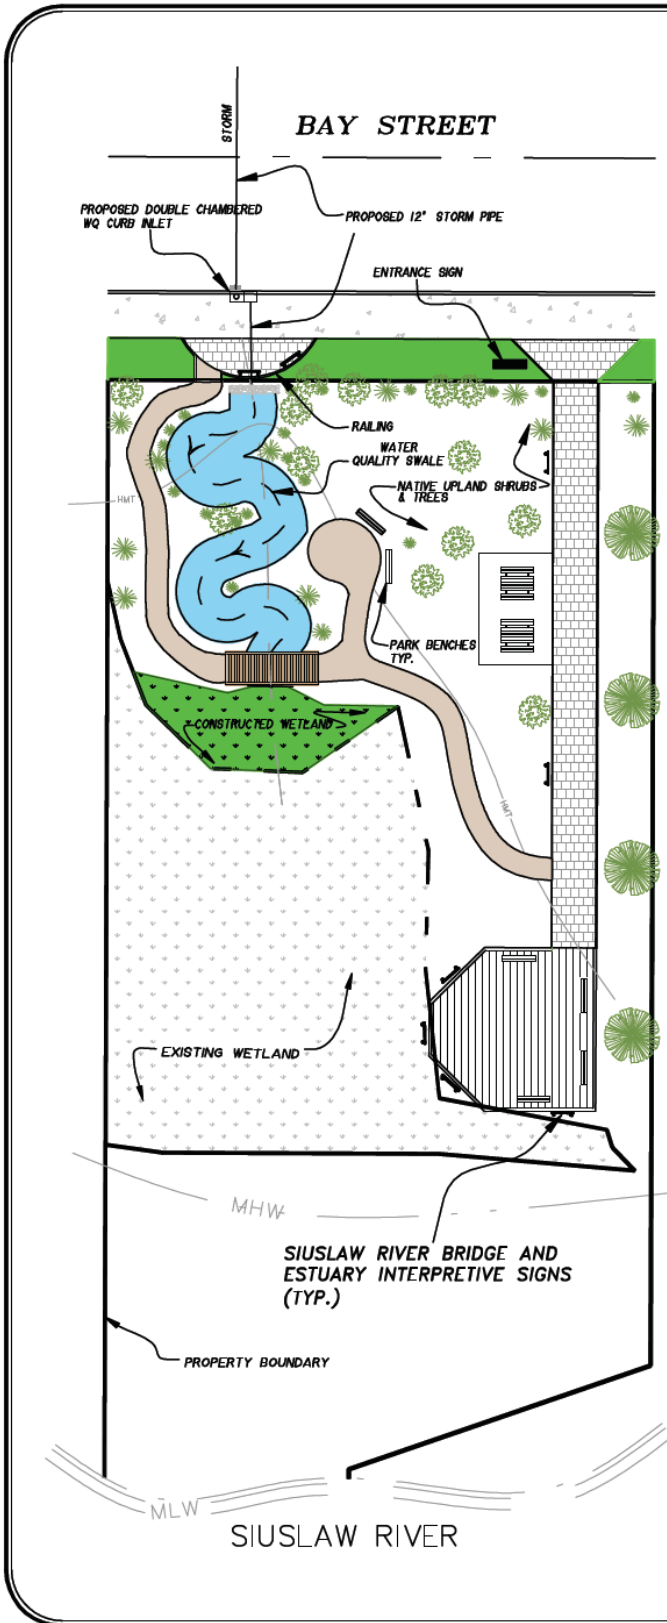 STORM
BAY STREET
PROPOSED DOUBLE CHAMBERED
WQ CURB INLET
PROPOSED 12" STORM PIPE
ENTRANCE SIGN
RAILING
WATER
QUALITY SWALE
NATIVE UPLAND SHRUBS
& TREES
HMT
PARK BENCHES
TYP.
CONSTRUCTED WETLAND
HMT
EXISTING WETLAND
MHW
SIUSLAW RIVER BRIDGE AND
ESTUARY INTERPRETIVE SIGNS
(TYP.)
PROPERTY BOUNDARY
MLW
SIUSLAW RIVER